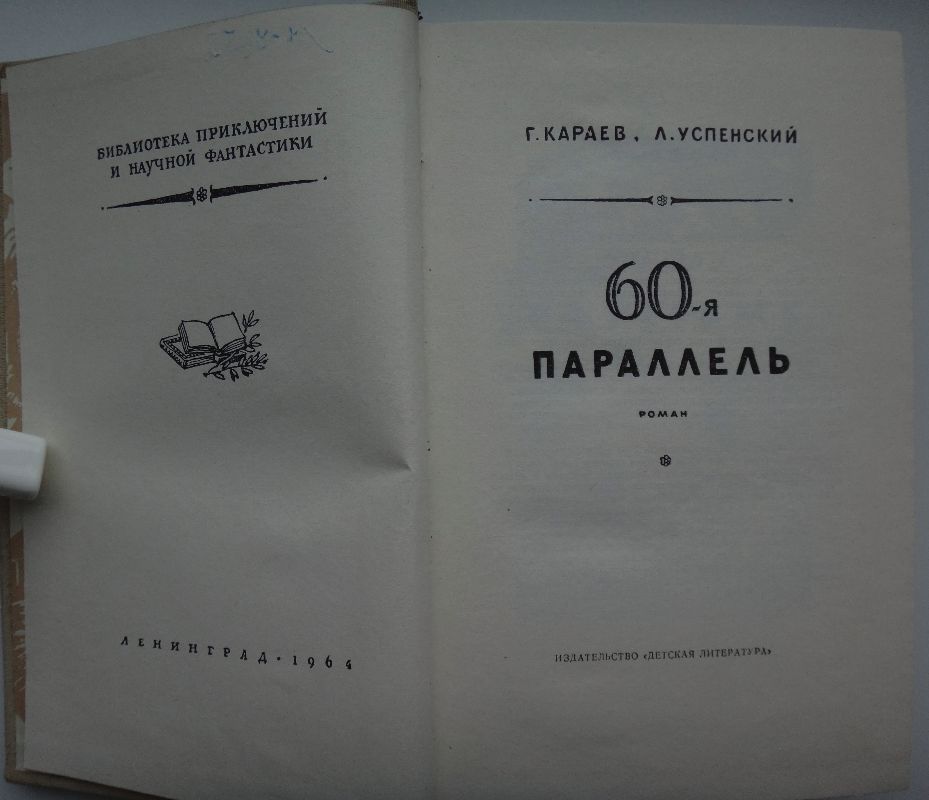 БИБЛИОТЕКА ПРИКЛЮЧЕНИЙ
И НАУЧНОЙ ФАНТАСТИКИ
ЛЕНИНГРАД · 1964
Г. КАРАЕВ, Л. УСПЕНСКИЙ
60-я
ПАРАЛЛЕЛЬ
РОМАН
ИЗДАТЕЛЬСТВО «ДЕТСКАЯ ЛИТЕРАТУРА»